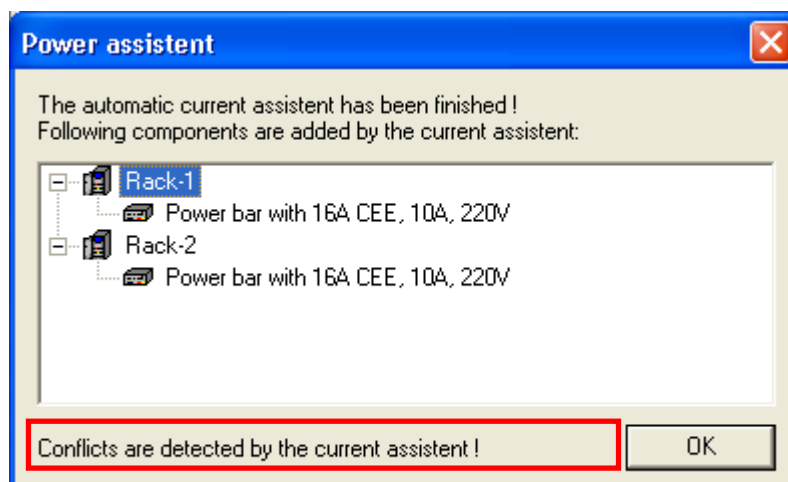 Power assistent
The automatic current assistent has been finished !
Following components are added by the current assistent:
Rack-1
Power bar with 16A CEE, 10A, 220V
Rack-2
Power bar with 16A CEE, 10A, 220V
Conflicts are detected by the current assistent !
OK